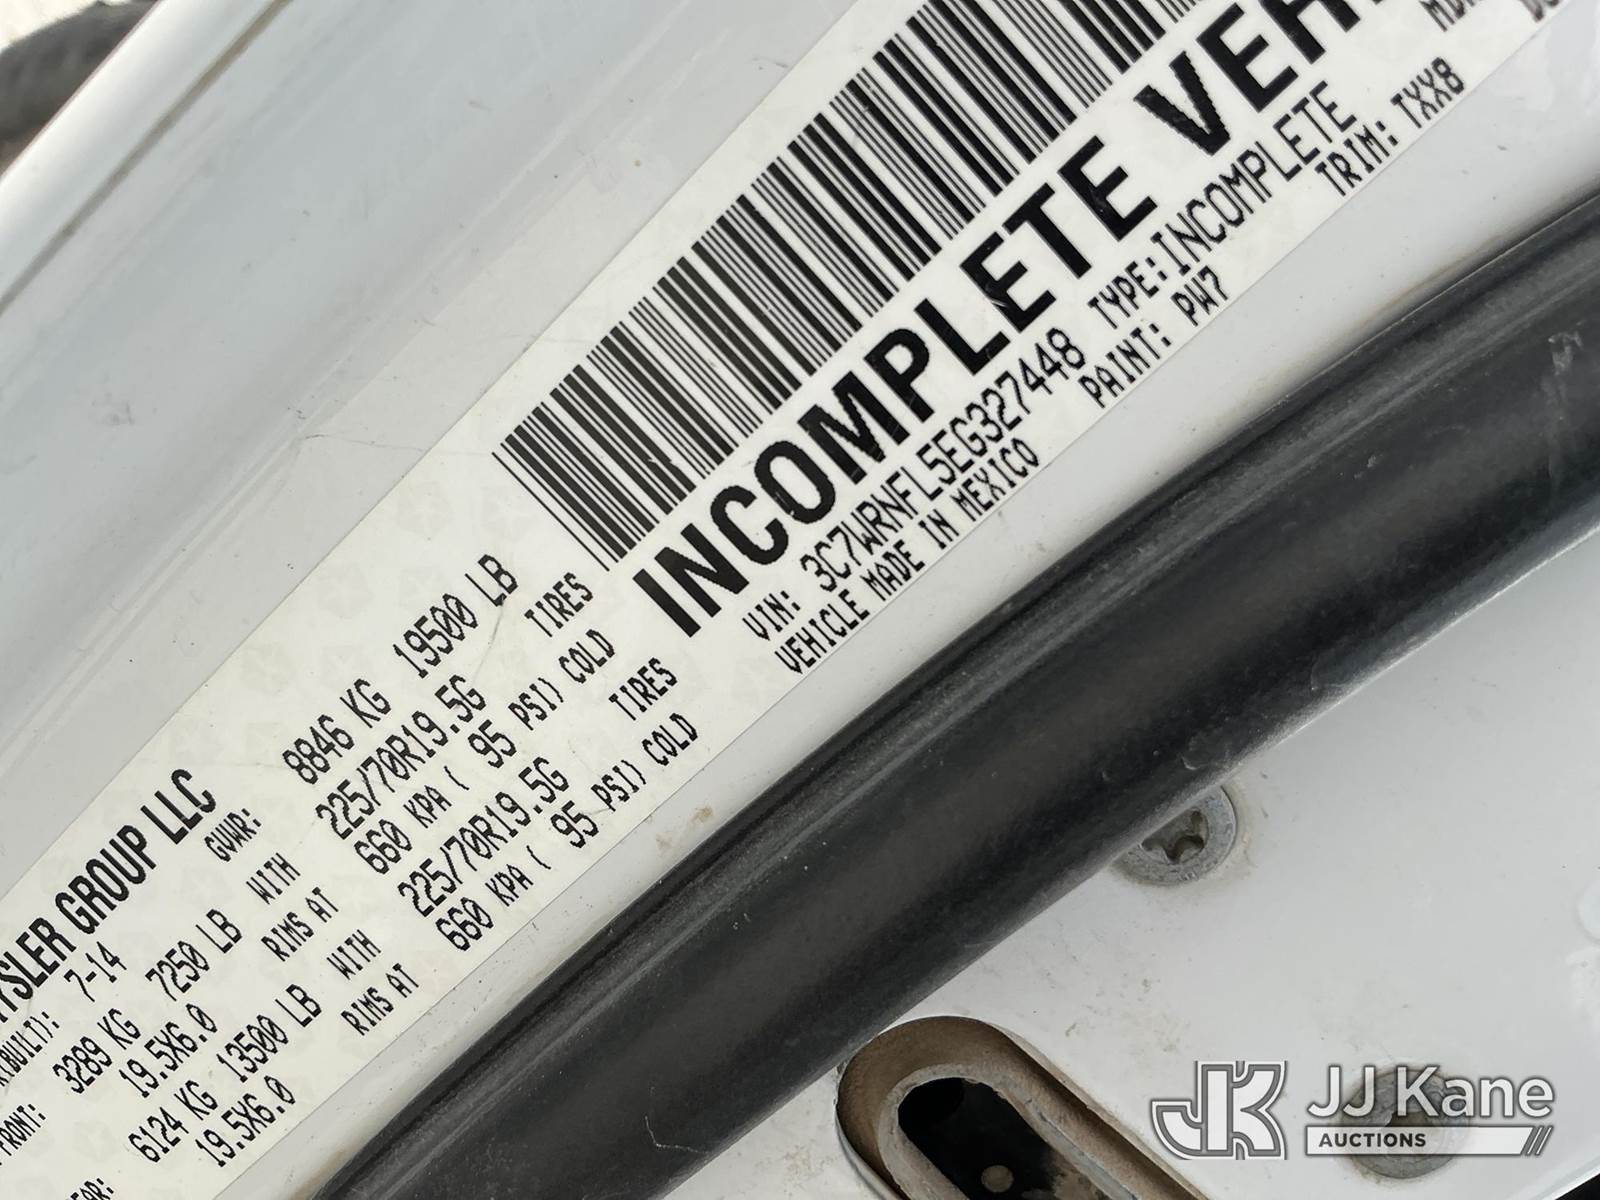 GROUP LLC
7-14
GVWR: 8846 KG 19500 LB
FRONT: 3289 KG 7250 LB WITH 225/70R19.5G TIRES
19.5X6.0 RIMS AT 660 KPA ( 95 PSI) COLD
6124 KG 13500 LB WITH 225/70R19.5G TIRES
19.5X6.0 RIMS AT 660 KPA ( 95 PSI) COLD
INCOMPLETE
VIN: 3C7WRNFL5EG327448 TYPE: INCOMPLETE
VEHICLE MADE IN MEXICO PAINT: PW7 TRIM: TXX8
JK JJ Kane
AUCTIONS